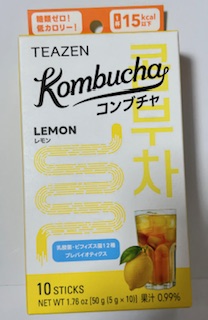 糖類ゼロ!
低カロリー!
15kcal
以下
TEAZEN
Kombucha
コンブチャ
콤부차
LEMON
レモン
乳酸菌・ビフィズス菌12種
プレバイオティクス
10 STICKS
NET WT 1.76 oz [50 g (5 g × 10)] 果汁 0.99%